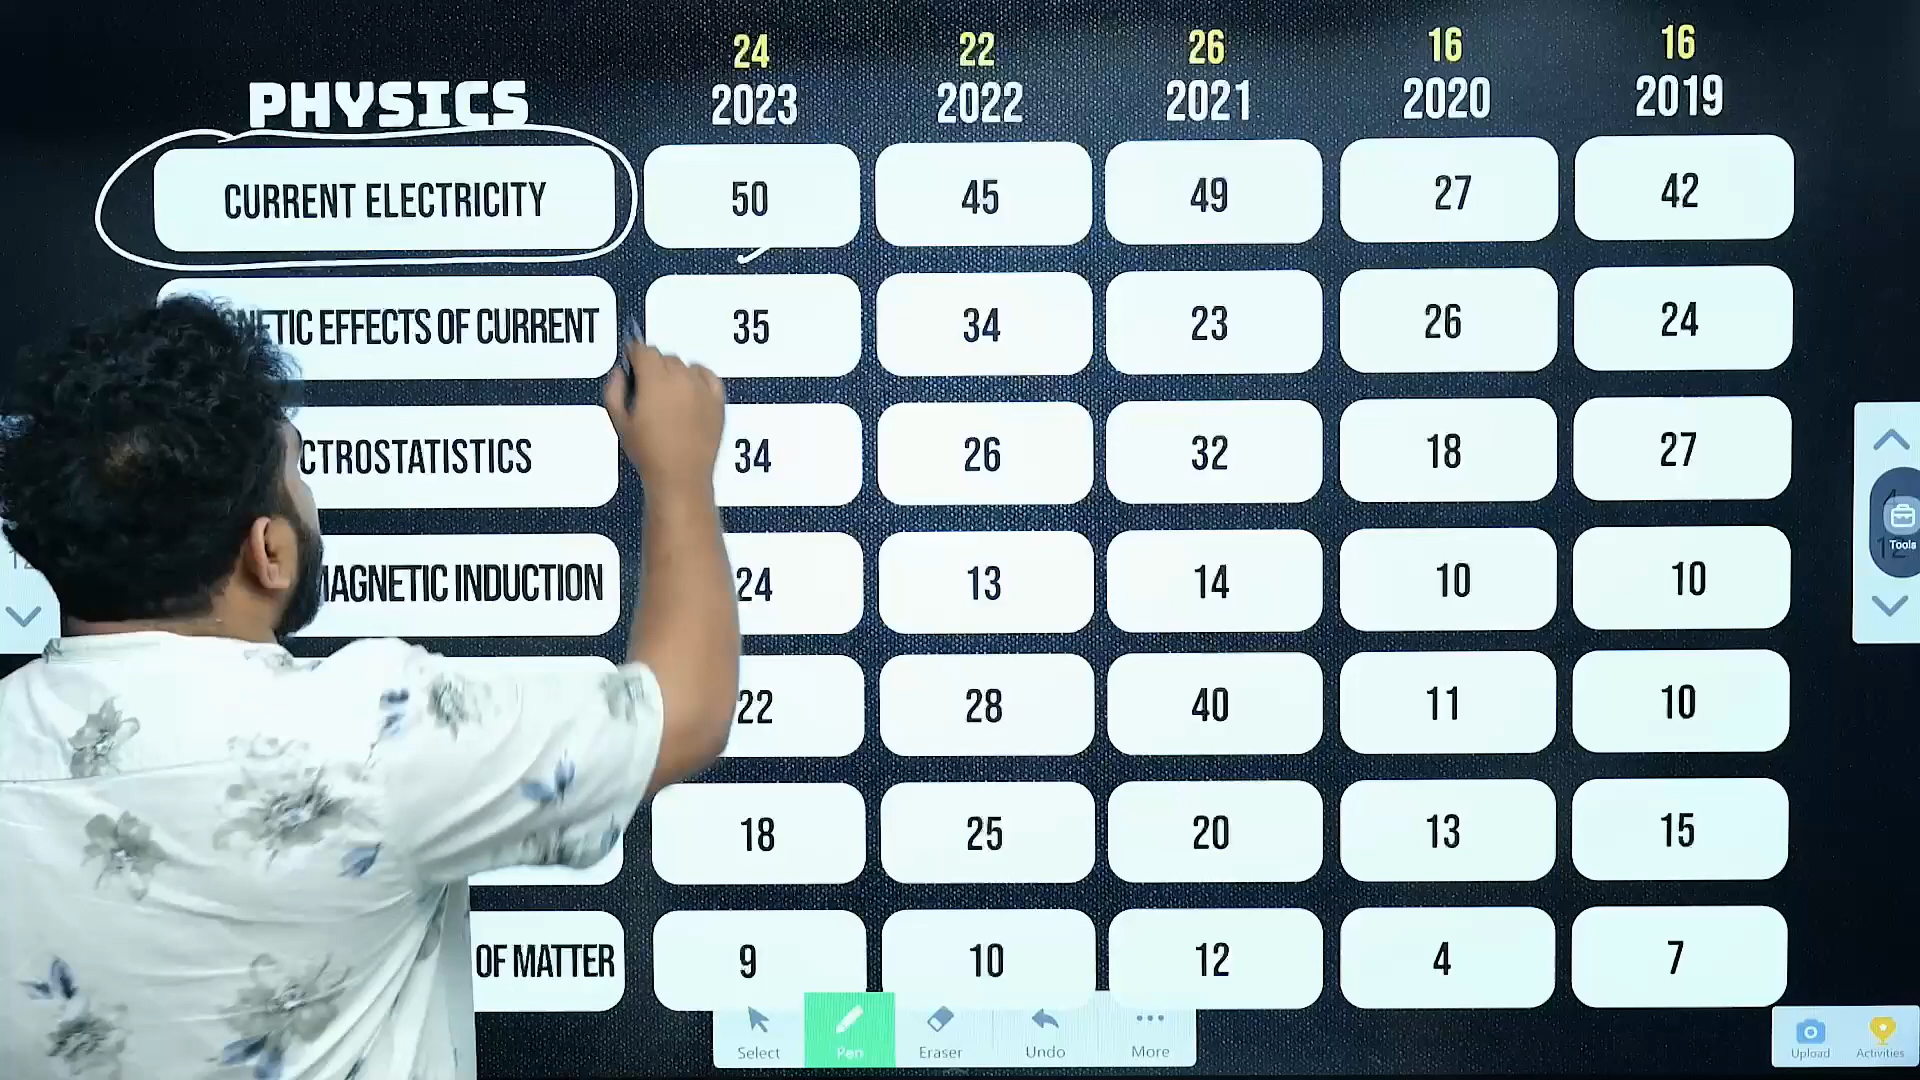 24 22 26 16 16
PHYSICS 2023 2022 2021 2020 2019
CURRENT ELECTRICITY 50 45 49 27 42
NETIC EFFECTS OF CURRENT 35 34 23 26 24
CTROSTATISTICS 34 26 32 18 27
MAGNETIC INDUCTION 24 13 14 10 10
22 28 40 11 10
18 25 20 13 15
OF MATTER 9 10 12 4 7
Tools
Select Pen Eraser Undo More
Upload Activities